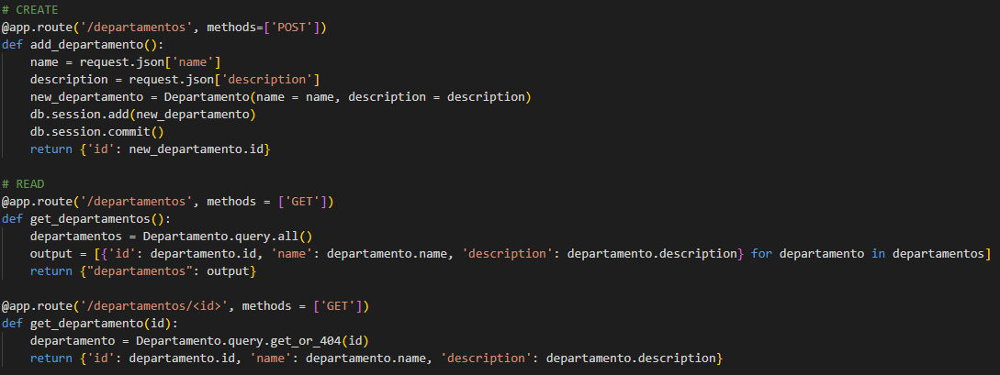 # CREATE
@app.route('/departamentos', methods=['POST'])
def add_departamento():
    name = request.json['name']
    description = request.json['description']
    new_departamento = Departamento(name = name, description = description)
    db.session.add(new_departamento)
    db.session.commit()
    return {'id': new_departamento.id}

# READ
@app.route('/departamentos', methods = ['GET'])
def get_departamentos():
    departamentos = Departamento.query.all()
    output = [{'id': departamento.id, 'name': departamento.name, 'description': departamento.description} for departamento in departamentos]
    return {"departamentos": output}

@app.route('/departamentos/<id>', methods = ['GET'])
def get_departamento(id):
    departamento = Departamento.query.get_or_404(id)
    return {'id': departamento.id, 'name': departamento.name, 'description': departamento.description}